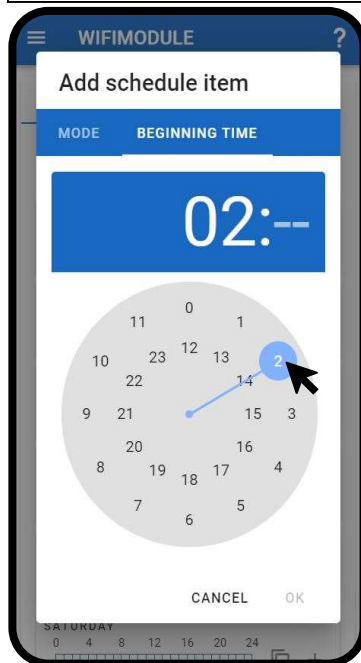 WIFIMODULE ?
Add schedule item
MODE BEGINNING TIME
02:--
0
11 1
12
23 13
10 2
22 14
9 21 15 3
20 16
8 4
19 17
18
7 5
6
CANCEL OK
SATURDAY
0 4 8 12 16 20 24